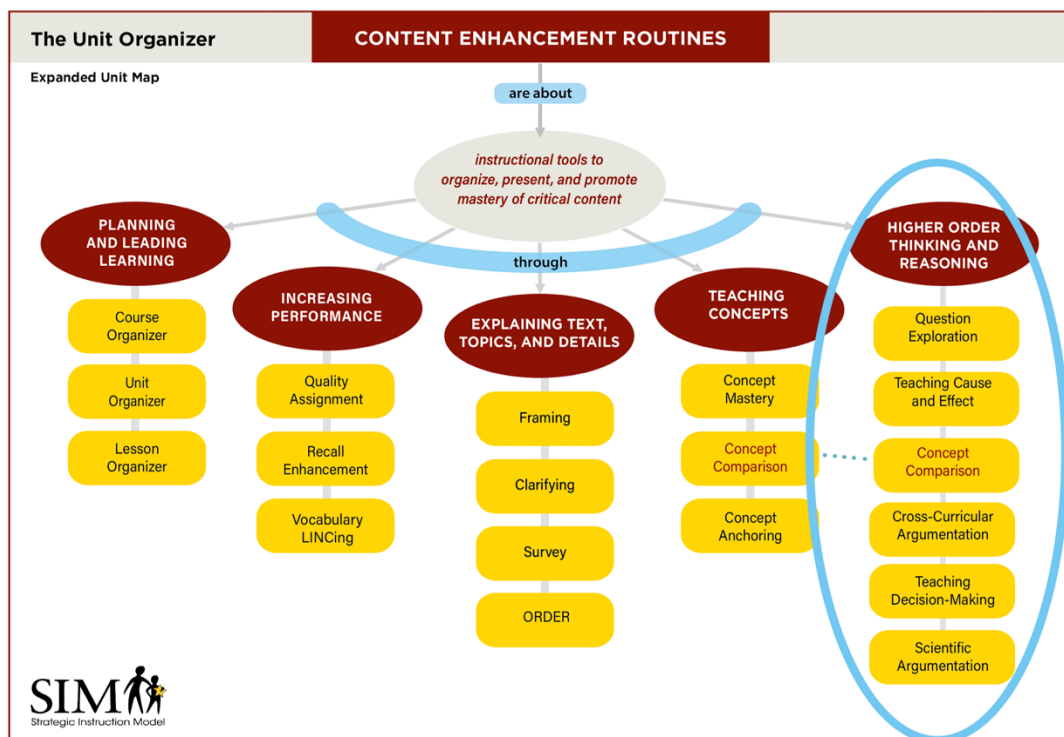 The Unit Organizer
CONTENT ENHANCEMENT ROUTINES
Expanded Unit Map
are about
instructional tools to
organize, present, and promote
mastery of critical content
through
PLANNING
AND LEADING
LEARNING
Course
Organizer
Unit
Organizer
Lesson
Organizer
INCREASING
PERFORMANCE
Quality
Assignment
Recall
Enhancement
Vocabulary
LINCing
EXPLAINING TEXT,
TOPICS, AND DETAILS
Framing
Clarifying
Survey
ORDER
TEACHING
CONCEPTS
Concept
Mastery
Concept
Comparison
Concept
Anchoring
HIGHER ORDER
THINKING AND
REASONING
Question
Exploration
Teaching Cause
and Effect
Concept
Comparison
Cross-Curricular
Argumentation
Teaching
Decision-Making
Scientific
Argumentation
SIM
Strategic Instruction Model